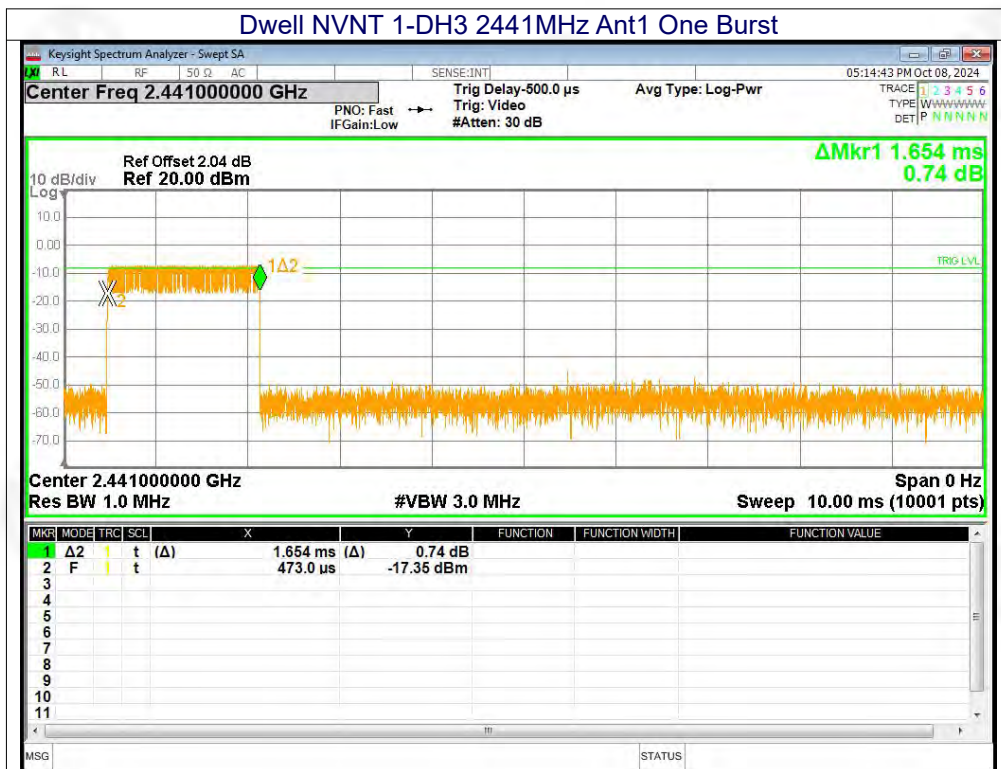 Dwell NVNT 1-DH3 2441MHz Ant1 One Burst
Keysight Spectrum Analyzer - Swept SA
LXI RL RF 50 Ω AC SENSE:INT 05:14:43 PM Oct 08, 2024
Center Freq 2.441000000 GHz
PNO: Fast
IFGain:Low
Trig Delay-500.0 µs
Trig: Video
#Atten: 30 dB
Avg Type: Log-Pwr
TRACE 1 2 3 4 5 6
TYPE WWWWWWW
DET P N N N N N
ΔMkr1 1.654 ms
0.74 dB
Ref Offset 2.04 dB
10 dB/div Ref 20.00 dBm
Log
10.0
0.00
-10.0
-20.0
-30.0
-40.0
-50.0
-60.0
-70.0
1Δ2
2
TRIG LVL
Center 2.441000000 GHz Span 0 Hz
Res BW 1.0 MHz #VBW 3.0 MHz Sweep 10.00 ms (10001 pts)
MKR MODE TRC SCL X Y FUNCTION FUNCTION WIDTH FUNCTION VALUE
1 Δ2 1 t (Δ) 1.654 ms (Δ) 0.74 dB
2 F 1 t 473.0 µs -17.35 dBm
3
4
5
6
7
8
9
10
11
MSG STATUS